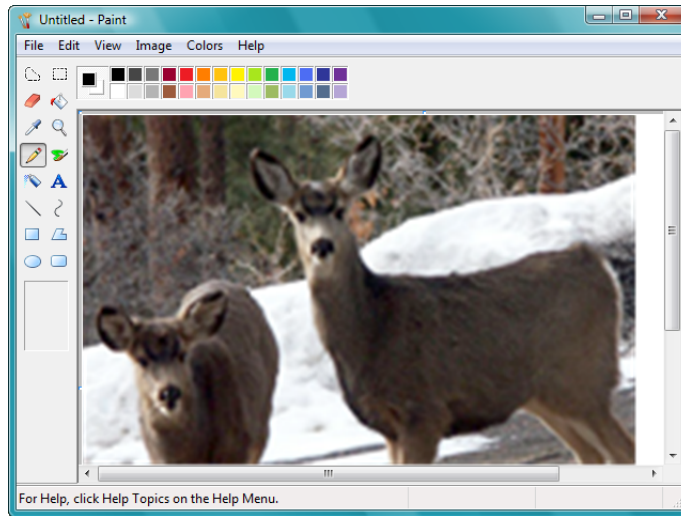 Untitled - Paint
File Edit View Image Colors Help
A
For Help, click Help Topics on the Help Menu.